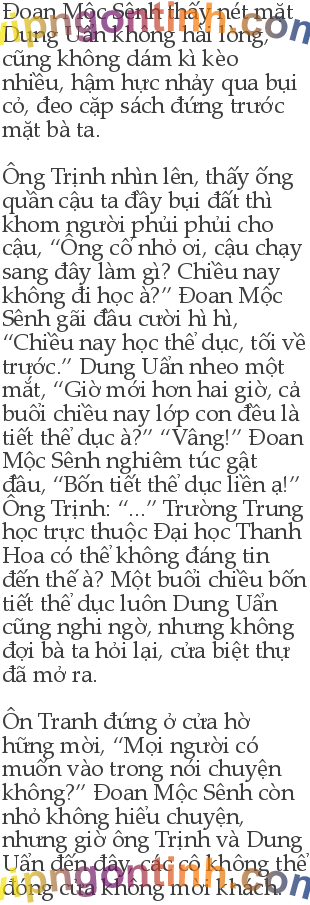 Đoan Mộc Sênh thấy nét mặt
Dung Uẩn không hài lòng,
cũng không dám kì kèo
nhiều, hậm hực nhảy qua bụi
cỏ, đeo cặp sách đứng trước
mặt bà ta.
Ông Trịnh nhìn lên, thấy ống
quần cậu ta đầy bụi đất thì
khom người phủi phủi cho
cậu, “Ông cố nhỏ ơi, cậu chạy
sang đây làm gì? Chiều nay
không đi học à?” Đoan Mộc
Sênh gãi đầu cười hì hì,
“Chiều nay học thể dục, tối về
trước.” Dung Uẩn nheo một
mắt, “Giờ mới hơn hai giờ, cả
buổi chiều nay lớp con đều là
tiết thể dục à?” “Vâng!” Đoan
Mộc Sênh nghiêm túc gật
đầu, “Bốn tiết thể dục liền ạ!”
Ông Trịnh: “...” Trường Trung
học trực thuộc Đại học Thanh
Hoa có thể không đáng tin
đến thế à? Một buổi chiều bốn
tiết thể dục luôn Dung Uẩn
cũng nghi ngờ, nhưng không
đợi bà ta hỏi lại, cửa biệt thự
đã mở ra.
Ôn Tranh đứng ở cửa hờ
hững mời, “Mọi người có
muốn vào trong nói chuyện
không?” Đoan Mộc Sênh còn
nhỏ không hiểu chuyện,
nhưng giờ ông Trịnh và Dung
Uẩn đến đây, các cô không thể
đóng cửa không mời khách.
vipngontinh.com
vipngontinh.com